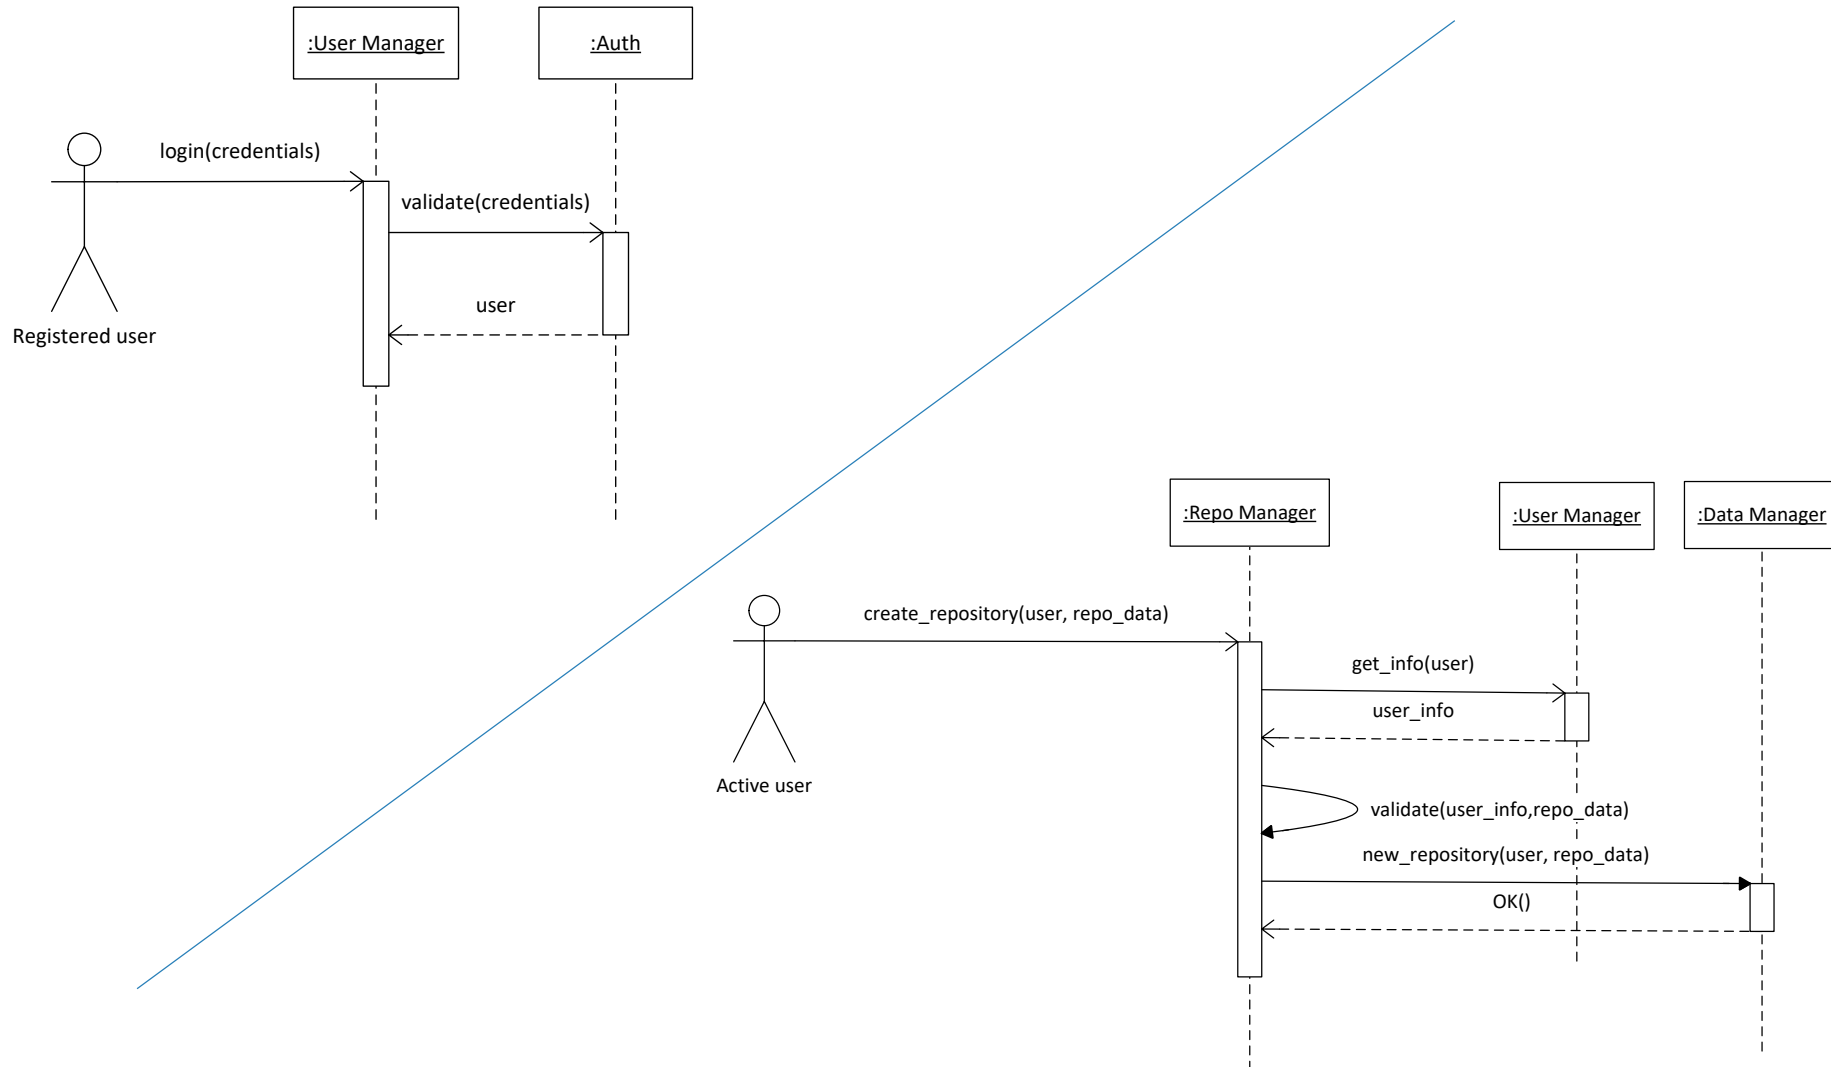 :User Manager
:Auth
login(credentials)
validate(credentials)
user
Registered user
:Repo Manager
:User Manager
:Data Manager
create_repository(user, repo_data)
get_info(user)
user_info
Active user
validate(user_info,repo_data)
new_repository(user, repo_data)
OK()